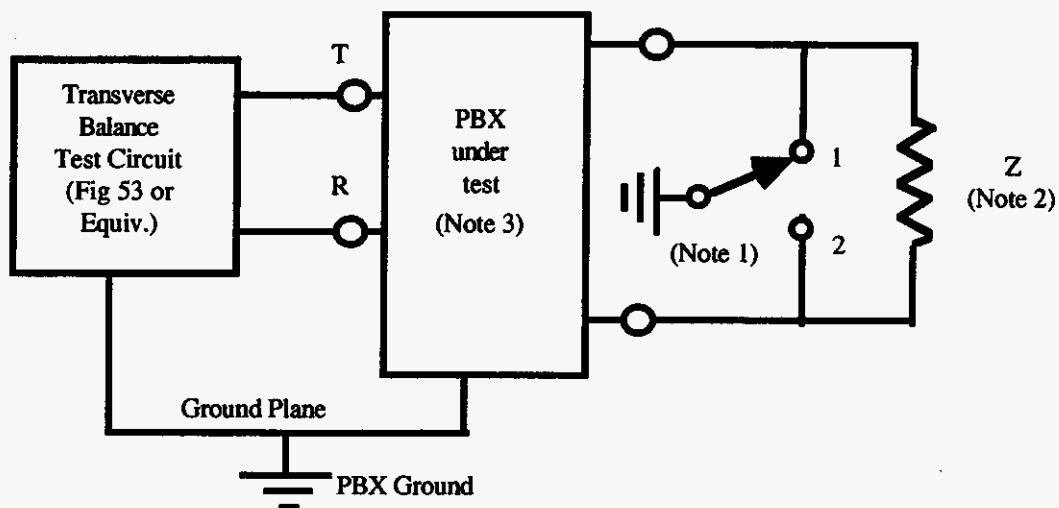 Transverse
Balance
Test Circuit
(Fig 53 or
Equiv.)
T
R
PBX
under
test
(Note 3)
1
2
(Note 1)
Z
(Note 2)
Ground Plane
PBX Ground